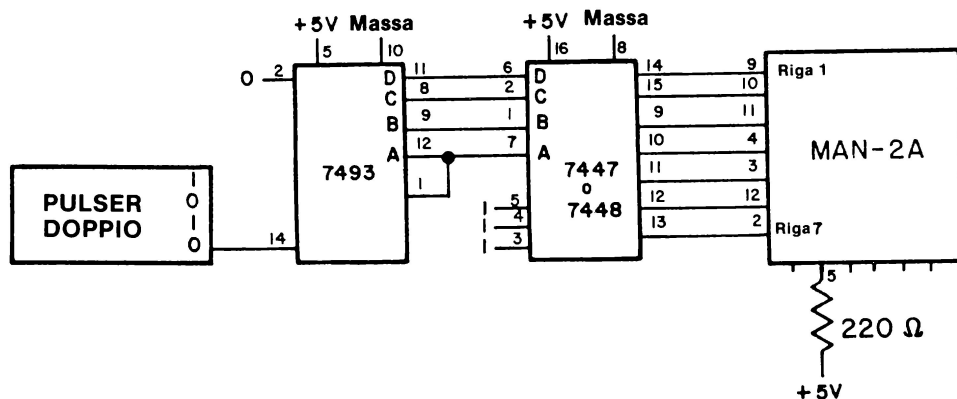 +5V Massa
5 10
0 2
D 11 6 D
C 8 2 C
B 9 1 B
A 12 7 A
1
7493
14
PULSER
DOPPIO
1
0
1
0
+5V Massa
16 8
7447
o
7448
1 5
1 4
1 3
14 9 Riga 1
15 10
9 11
10 4
11 3
12 12
13 2 Riga 7
MAN-2A
5
220 Ω
+5V